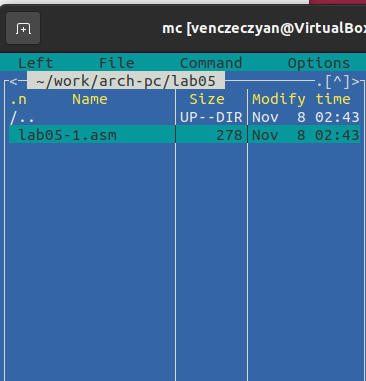 mc [venczeczyan@VirtualBox
Left File Command Options
<─ ~/work/arch-pc/lab05 ─.[^]>
.n Name Size Modify time
/.. UP--DIR Nov 8 02:43
lab05-1.asm 278 Nov 8 02:43